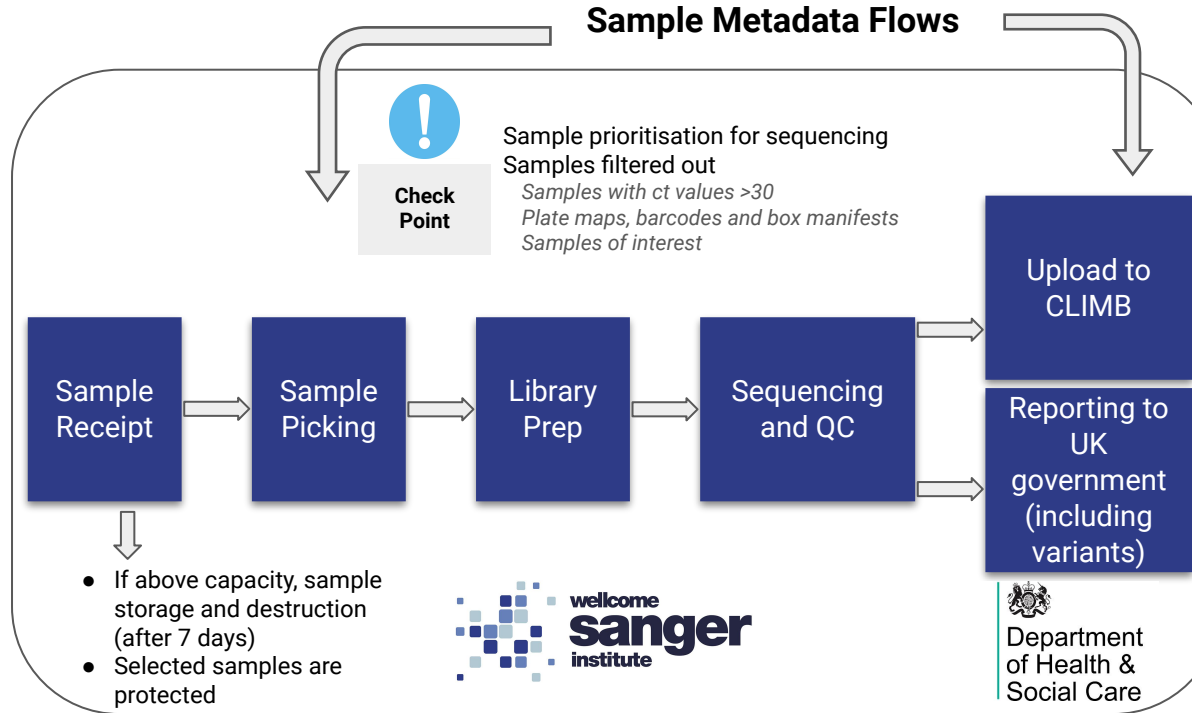 Sample Metadata Flows
Check
Point
Sample prioritisation for sequencing
Samples filtered out
Samples with ct values >30
Plate maps, barcodes and box manifests
Samples of interest
Sample
Receipt
Sample
Picking
Library
Prep
Sequencing
and QC
Upload to
CLIMB
Reporting to
UK
government
(including
variants)
● If above capacity, sample
storage and destruction
(after 7 days)
● Selected samples are
protected
wellcome
sanger
institute
Department
of Health &
Social Care